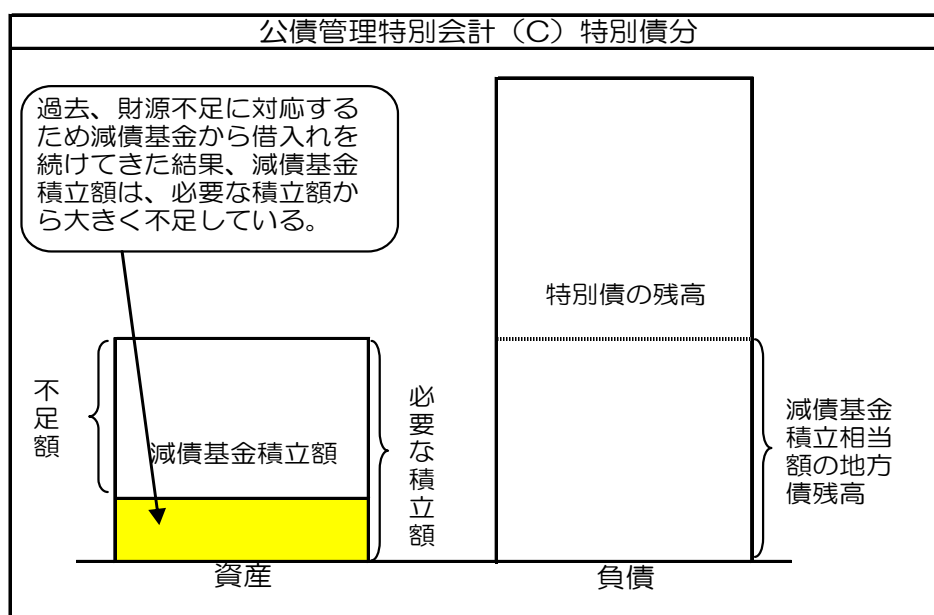 公債管理特別会計（C）特別債分
過去、財源不足に対応する
ため減債基金から借入れを
続けてきた結果、減債基金
積立額は、必要な積立額か
ら大きく不足している。
特別債の残高
不足額
減債基金積立額
必要な積立額
減債基金
積立相当
額の地方
債残高
資産
負債